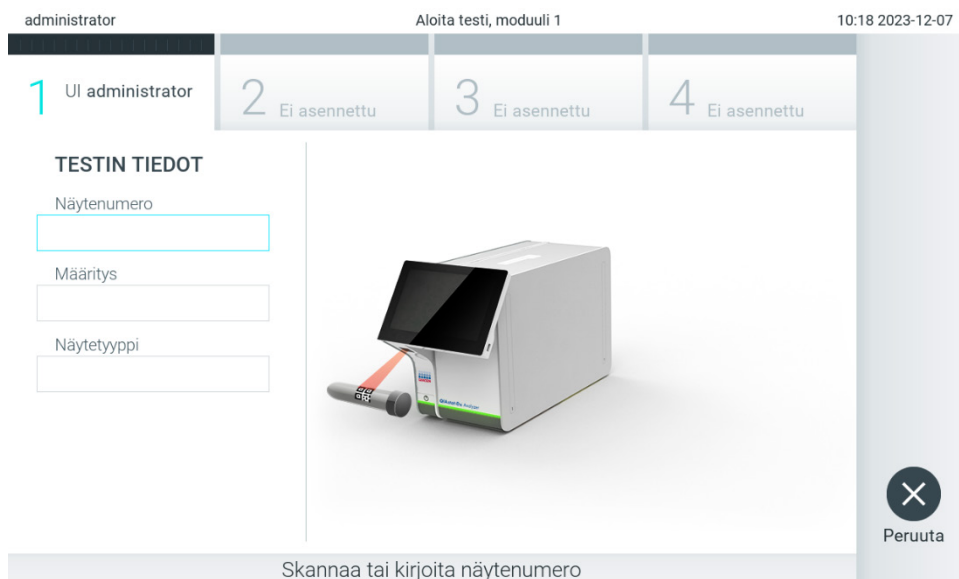 administrator Aloita testi, moduuli 1 10:18 2023-12-07
1 UI administrator 2 Ei asennettu 3 Ei asennettu 4 Ei asennettu
TESTIN TIEDOT
Näytenumero
Määritys
Näytetyyppi
Peruuta
Skannaa tai kirjoita näytenumero